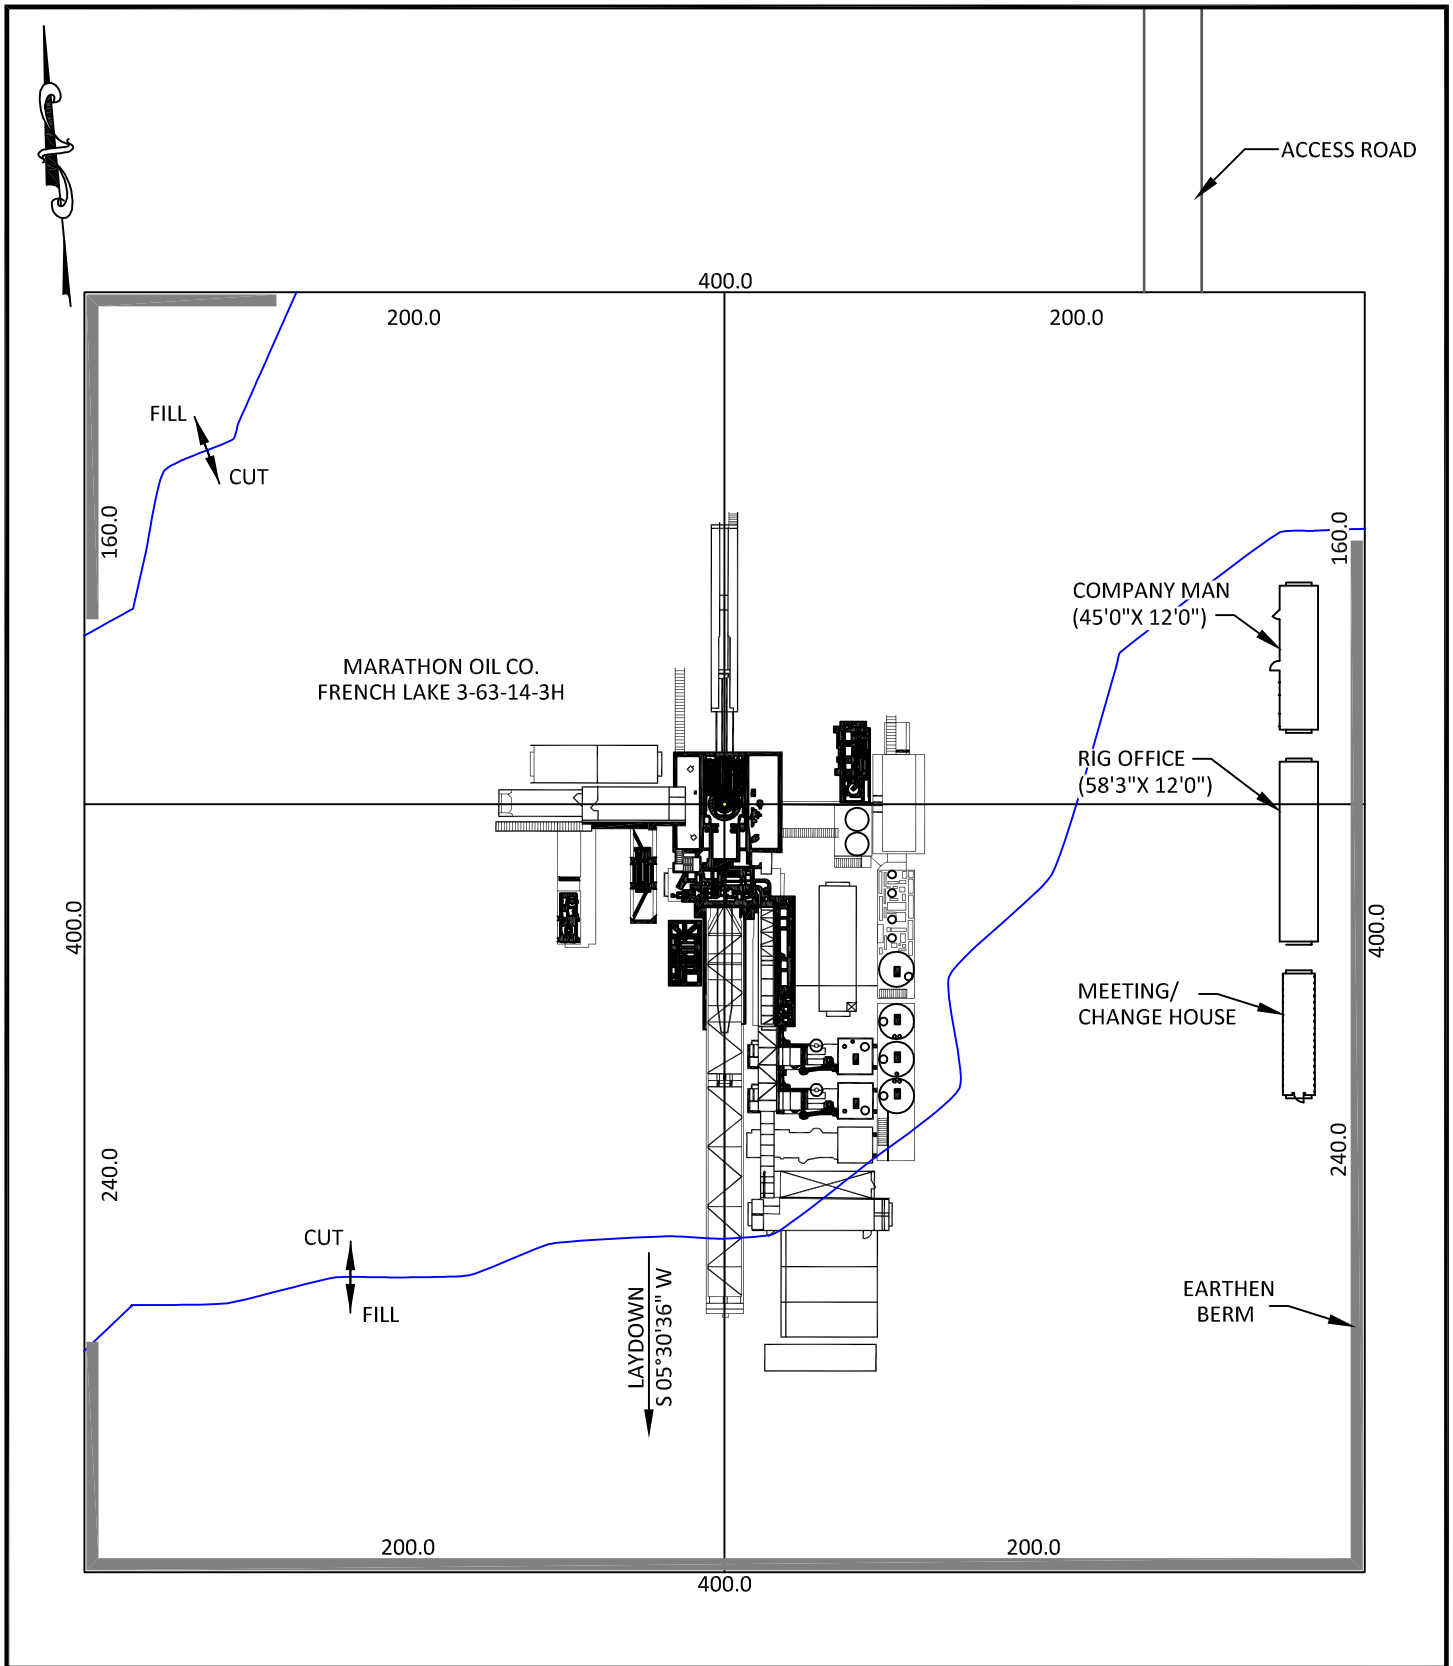 ACCESS ROAD
400.0
200.0
200.0
FILL
CUT
160.0
160.0
COMPANY MAN
(45'0"X 12'0")
MARATHON OIL CO.
FRENCH LAKE 3-63-14-3H
RIG OFFICE
(58'3"X 12'0")
400.0
400.0
MEETING/
CHANGE HOUSE
240.0
240.0
CUT
FILL
LAYDOWN
S 05°30'36" W
EARTHEN
BERM
200.0
200.0
400.0